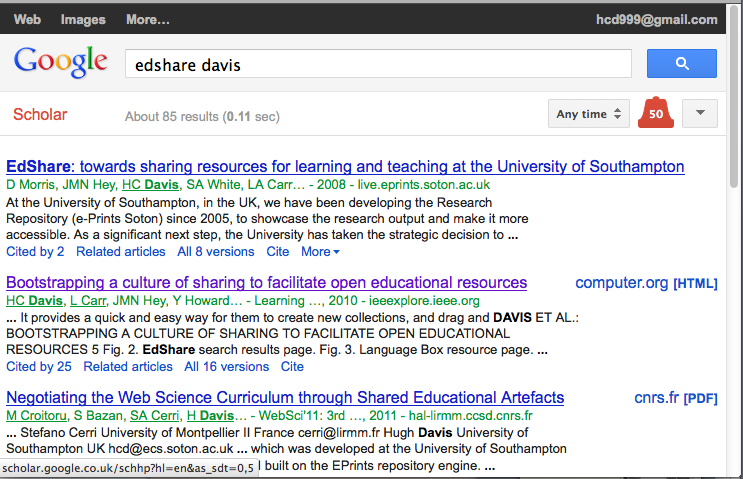 Web Images More... hcd999@gmail.com
Google edshare davis
Scholar About 85 results (0.11 sec) Any time 50
EdShare: towards sharing resources for learning and teaching at the University of Southampton
D Morris, JMN Hey, HC Davis, SA White, LA Carr… - 2008 - live.eprints.soton.ac.uk
At the University of Southampton, in the UK, we have been developing the Research
Repository (e-Prints Soton) since 2005, to showcase the research output and make it more
accessible. As a significant next step, the University has taken the strategic decision to ...
Cited by 2 Related articles All 8 versions Cite More
Bootstrapping a culture of sharing to facilitate open educational resources computer.org [HTML]
HC Davis, L Carr, JMN Hey, Y Howard… - Learning …, 2010 - ieeexplore.ieee.org
... It provides a quick and easy way for them to create new collections, and drag and DAVIS ET AL.:
BOOTSTRAPPING A CULTURE OF SHARING TO FACILITATE OPEN EDUCATIONAL
RESOURCES 5 Fig. 2. EdShare search results page. Fig. 3. Language Box resource page. ...
Cited by 25 Related articles All 16 versions Cite
Negotiating the Web Science Curriculum through Shared Educational Artefacts cnrs.fr [PDF]
M Croitoru, S Bazan, SA Cerri, H Davis… - WebSci'11: 3rd …, 2011 - hal-lirmm.ccsd.cnrs.fr
... Stefano Cerri University of Montpellier II France cerri@lirmm.fr Hugh Davis University of
Southampton UK hcd@ecs.soton.ac.uk ... which was developed at the University of Southampton
scholar.google.co.uk/schhp?hl=en&as_sdt=0,5 built on the EPrints repository engine. ...